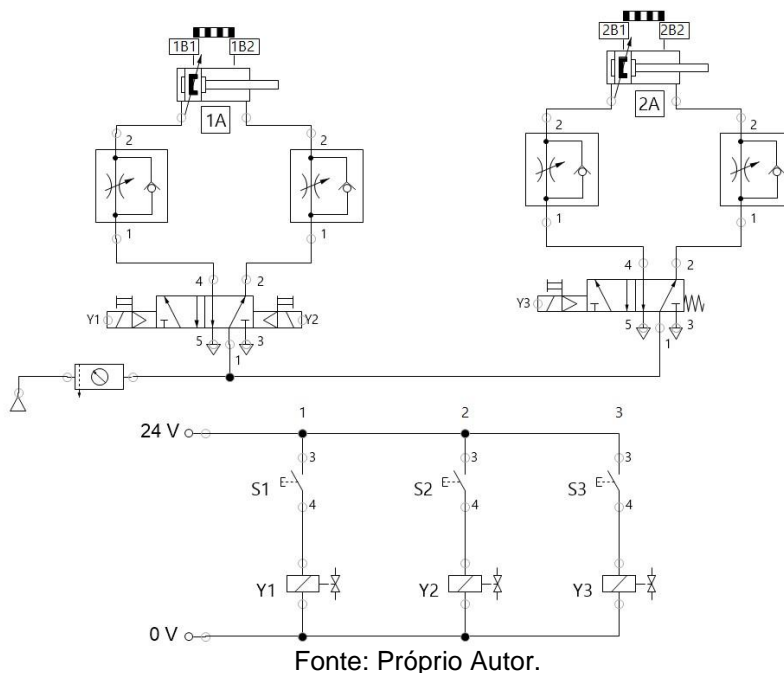 1B1 1B2
2B1 2B2
1A
2A
2 2
2 2
1 1
1 1
4 2
4 2
Y1 Y2
Y3
5 3
1
5 3
1
1 2 3
24 V
3 3 3
S1 S2 S3
4 4 4
Y1 Y2 Y3
0 V
Fonte: Próprio Autor.